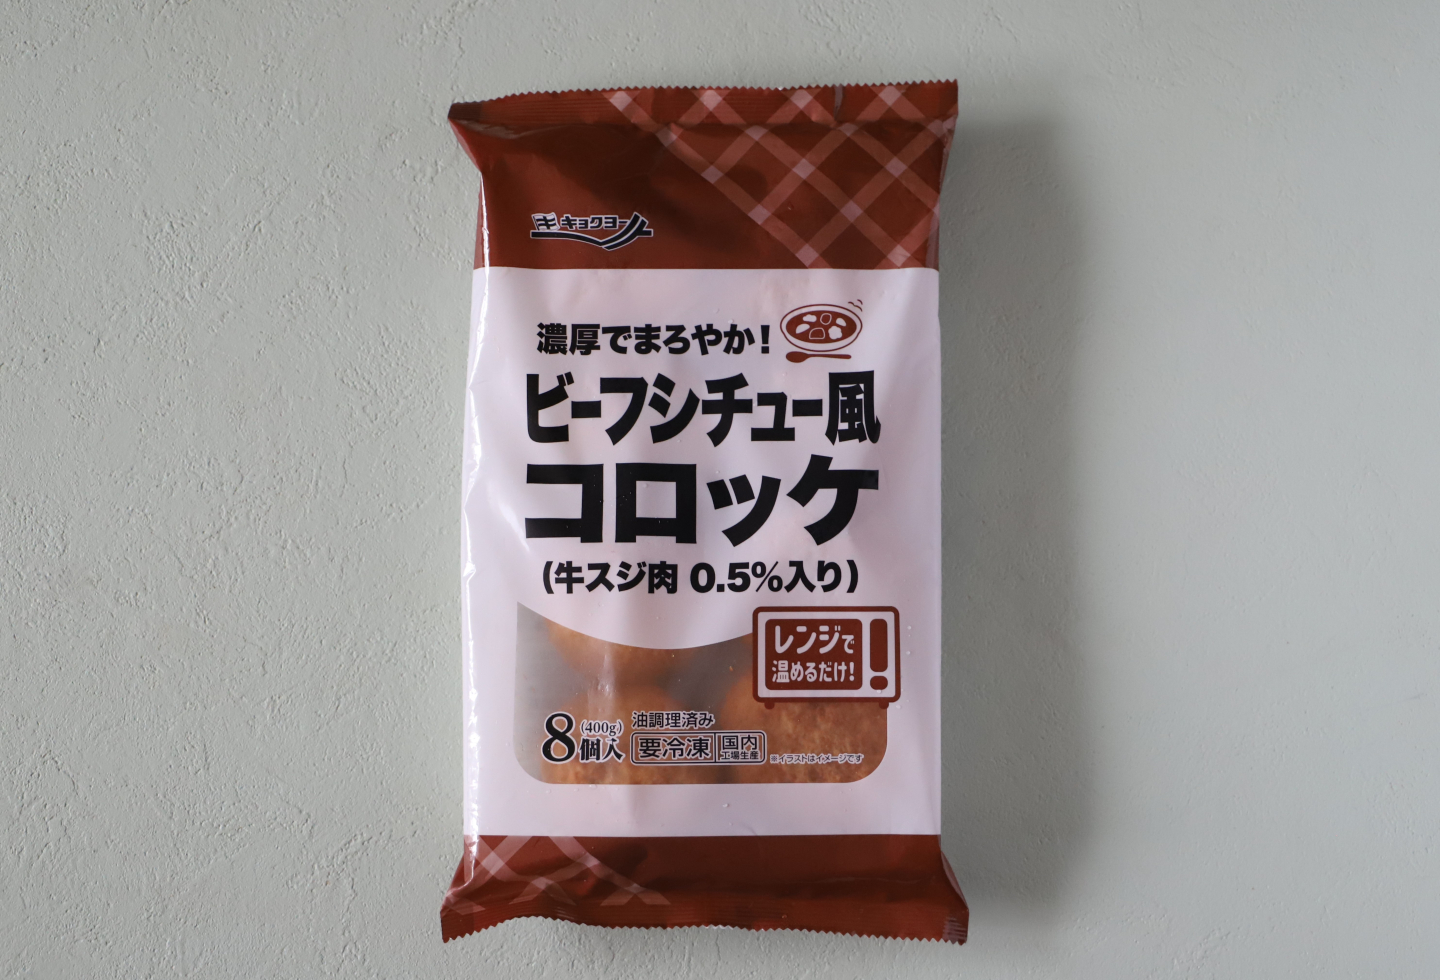 キョクヨー
濃厚でまろやか!
ビーフシチュー風
コロッケ
(牛スジ肉 0.5%入り)
レンジで
温めるだけ!
8個入(400g)
油調理済み
要冷凍
国内
工場生産
※イラストはイメージです